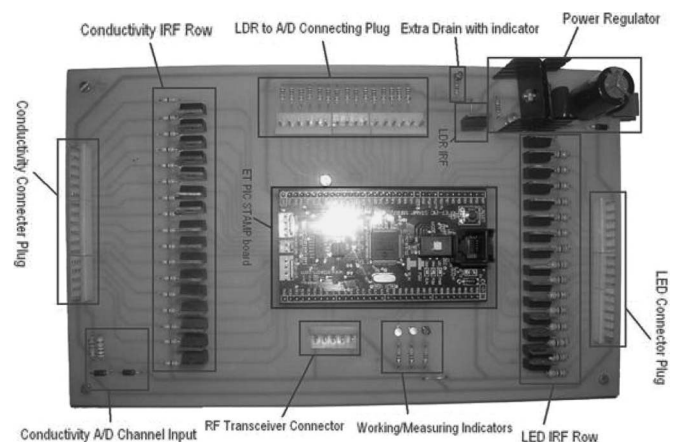 Power Regulator
Conductivity IRF Row
LDR to A/D Connecting Plug
Extra Drain with indicator
Conductivity Connecter Plug
LDR IRF
ET PIC STAMP board
LED Connector Plug
RF Transceiver Connector
Working/Measuring Indicators
Conductivity A/D Channel Input
LED IRF Row